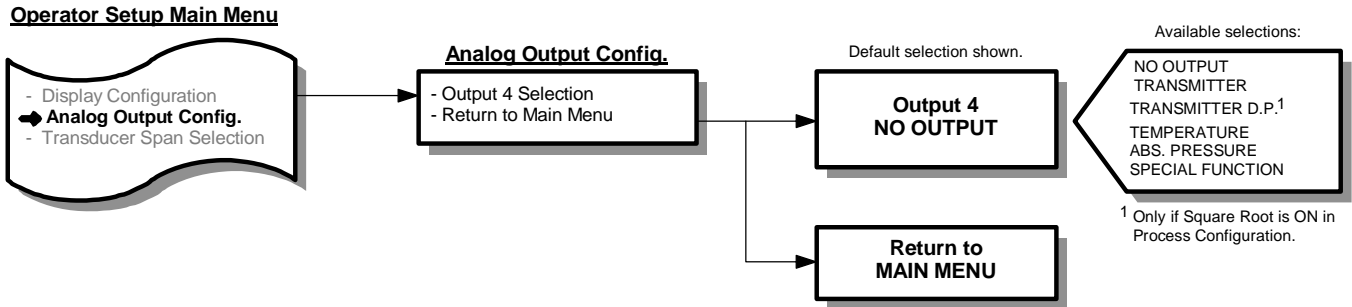 Operator Setup Main Menu
- Display Configuration
Analog Output Config.
- Transducer Span Selection
Analog Output Config.
- Output 4 Selection
- Return to Main Menu
Default selection shown.
Output 4
NO OUTPUT
Return to
MAIN MENU
Available selections:
NO OUTPUT
TRANSMITTER
TRANSMITTER D.P.1
TEMPERATURE
ABS. PRESSURE
SPECIAL FUNCTION
1 Only if Square Root is ON in
Process Configuration.